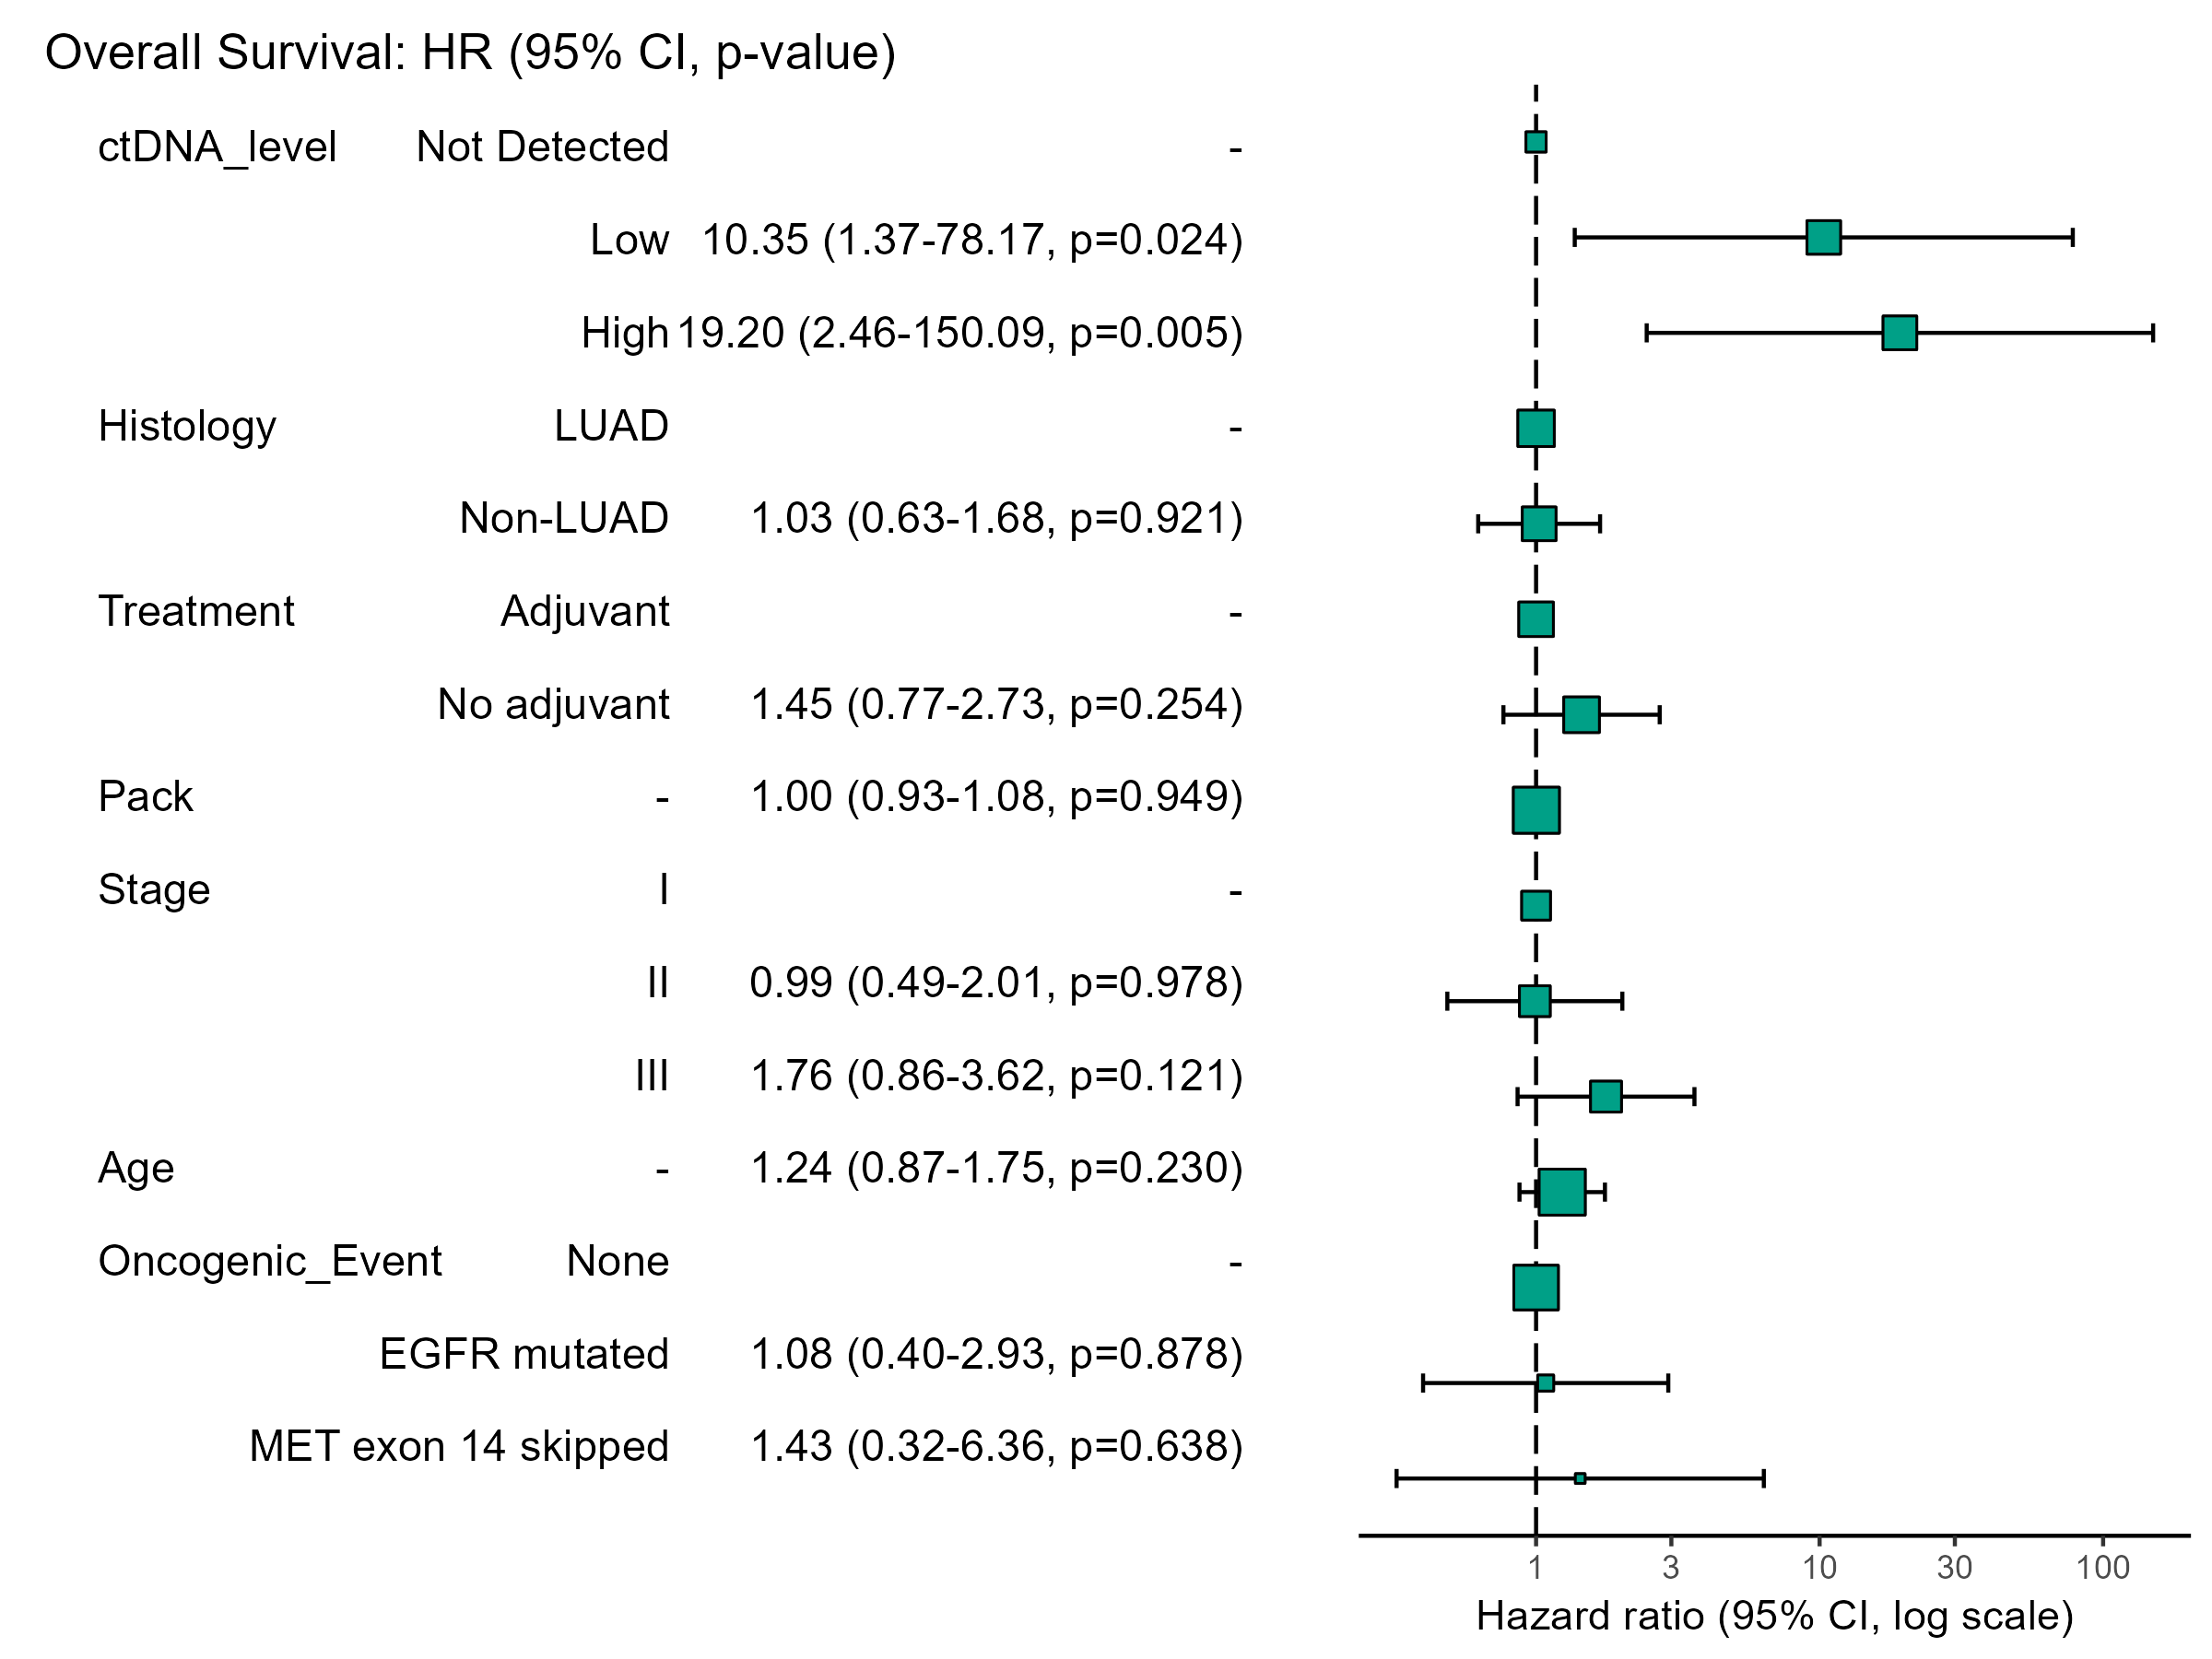 Overall Survival: HR (95% CI, p-value)
ctDNA_level Not Detected -
Low 10.35 (1.37-78.17, p=0.024)
High 19.20 (2.46-150.09, p=0.005)
Histology LUAD -
Non-LUAD 1.03 (0.63-1.68, p=0.921)
Treatment Adjuvant -
No adjuvant 1.45 (0.77-2.73, p=0.254)
Pack - 1.00 (0.93-1.08, p=0.949)
Stage I -
II 0.99 (0.49-2.01, p=0.978)
III 1.76 (0.86-3.62, p=0.121)
Age - 1.24 (0.87-1.75, p=0.230)
Oncogenic_Event None -
EGFR mutated 1.08 (0.40-2.93, p=0.878)
MET exon 14 skipped 1.43 (0.32-6.36, p=0.638)
1 3 10 30 100
Hazard ratio (95% CI, log scale)